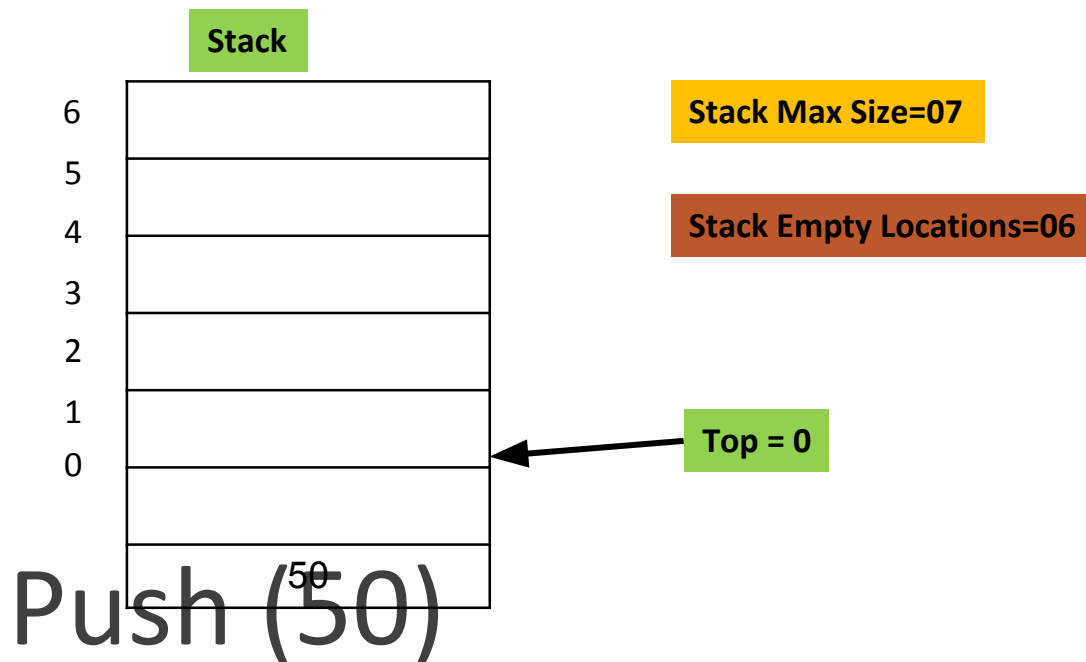 Stack
6
5
4
3
2
1
0
Stack Max Size=07
Stack Empty Locations=06
Top = 0
50
Push (50)